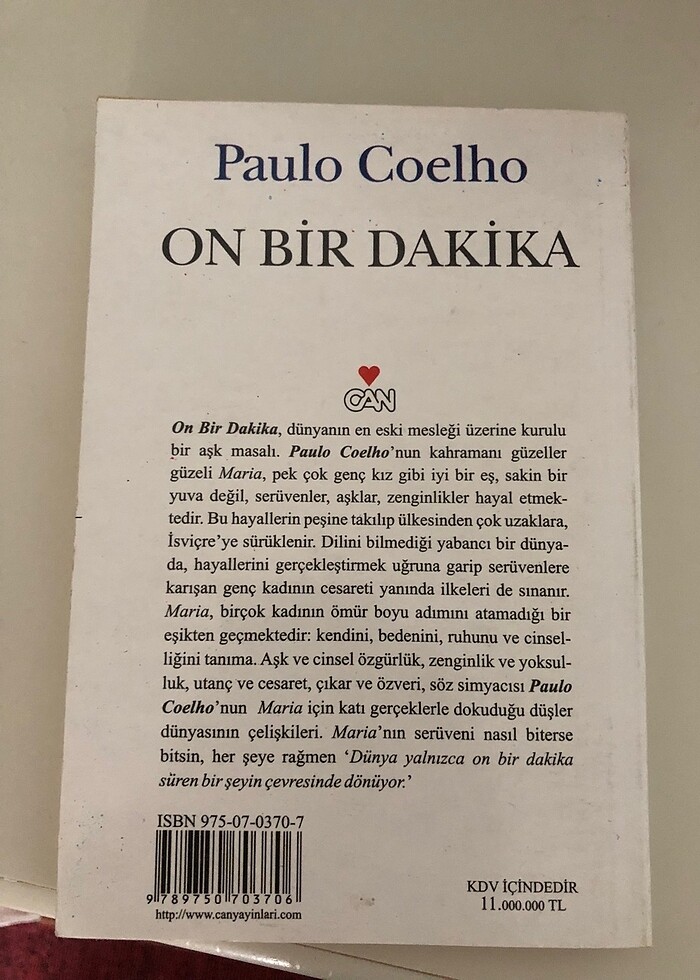 Paulo Coelho
ON BİR DAKİKA
CAN
On Bir Dakika, dünyanın en eski mesleği üzerine kurulu
bir aşk masalı. Paulo Coelho'nun kahramanı güzeller
güzeli Maria, pek çok genç kız gibi iyi bir eş, sakin bir
yuva değil, serüvenler, aşklar, zenginlikler hayal etmek-
tedir. Bu hayallerin peşine takılıp ülkesinden çok uzaklara,
İsviçre'ye sürüklenir. Dilini bilmediği yabancı bir dünya-
da, hayallerini gerçekleştirmek uğruna garip serüvenlere
karışan genç kadının cesareti yanında ilkeleri de sınanır.
Maria, birçok kadının ömür boyu adımını atamadığı bir
eşikten geçmektedir: kendini, bedenini, ruhunu ve cinsel-
liğini tanıma. Aşk ve cinsel özgürlük, zenginlik ve yoksul-
luk, utanç ve cesaret, çıkar ve özveri, söz simyacısı Paulo
Coelho'nun Maria için katı gerçeklerle dokuduğu düşler
dünyasının çelişkileri. Maria'nın serüveni nasıl biterse
bitsin, her şeye rağmen 'Dünya yalnızca on bir dakika
süren bir şeyin çevresinde dönüyor.'
ISBN 975-07-0370-7
9 789750 703706
http://www.canyayinlari.com
KDV İÇİNDEDİR
11.000.000 TL